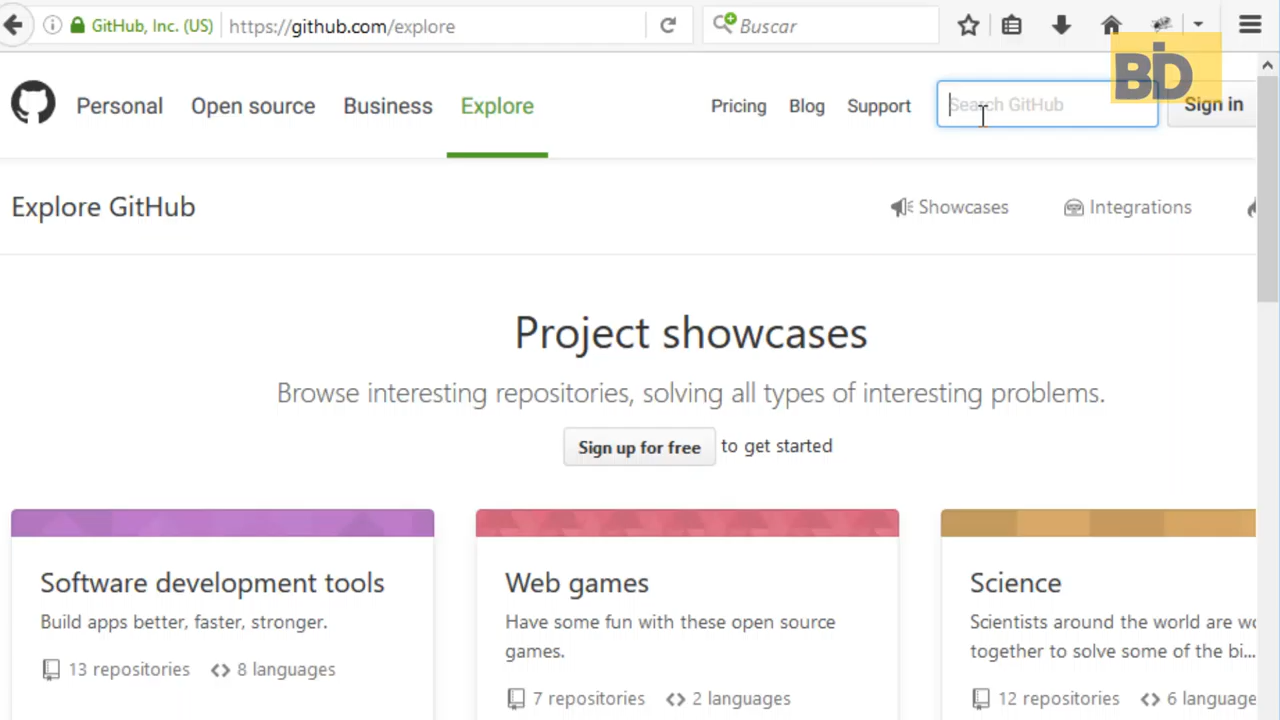 GitHub, Inc. (US) https://github.com/explore Buscar
BD
Personal Open source Business Explore Pricing Blog Support Search GitHub Sign in
Explore GitHub Showcases Integrations
Project showcases
Browse interesting repositories, solving all types of interesting problems.
Sign up for free to get started
Software development tools
Build apps better, faster, stronger.
13 repositories 8 languages
Web games
Have some fun with these open source
games.
7 repositories 2 languages
Science
Scientists around the world are wo
together to solve some of the bi...
12 repositories 6 language